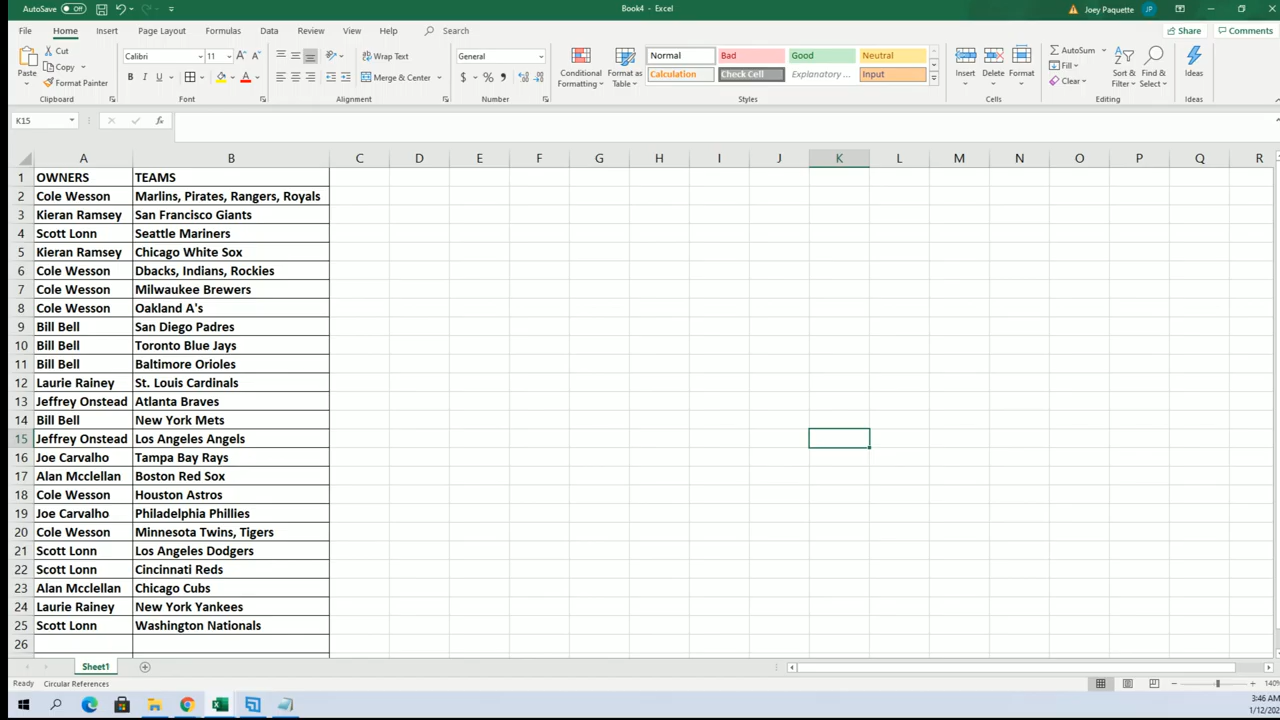 AutoSave Off Book4 - Excel Joey Paquette JP
File Home Insert Page Layout Formulas Data Review View Help Search Share Comments
Cut Calibri 11 Wrap Text General Normal Bad Good Neutral AutoSum
Copy Fill
Paste Format Painter B I U Merge & Center $ % Conditional Formatting Format as Table Calculation Check Cell Explanatory ... Input Insert Delete Format Clear Sort & Filter Find & Select Ideas
Clipboard Font Alignment Number Styles Cells Editing Ideas
K15 fx
A B C D E F G H I J K L M N O P Q R
1 OWNERS TEAMS
2 Cole Wesson Marlins, Pirates, Rangers, Royals
3 Kieran Ramsey San Francisco Giants
4 Scott Lonn Seattle Mariners
5 Kieran Ramsey Chicago White Sox
6 Cole Wesson Dbacks, Indians, Rockies
7 Cole Wesson Milwaukee Brewers
8 Cole Wesson Oakland A's
9 Bill Bell San Diego Padres
10 Bill Bell Toronto Blue Jays
11 Bill Bell Baltimore Orioles
12 Laurie Rainey St. Louis Cardinals
13 Jeffrey Onstead Atlanta Braves
14 Bill Bell New York Mets
15 Jeffrey Onstead Los Angeles Angels
16 Joe Carvalho Tampa Bay Rays
17 Alan Mcclellan Boston Red Sox
18 Cole Wesson Houston Astros
19 Joe Carvalho Philadelphia Phillies
20 Cole Wesson Minnesota Twins, Tigers
21 Scott Lonn Los Angeles Dodgers
22 Scott Lonn Cincinnati Reds
23 Alan Mcclellan Chicago Cubs
24 Laurie Rainey New York Yankees
25 Scott Lonn Washington Nationals
26
Sheet1
Ready Circular References 140%
3:46 AM
1/12/202